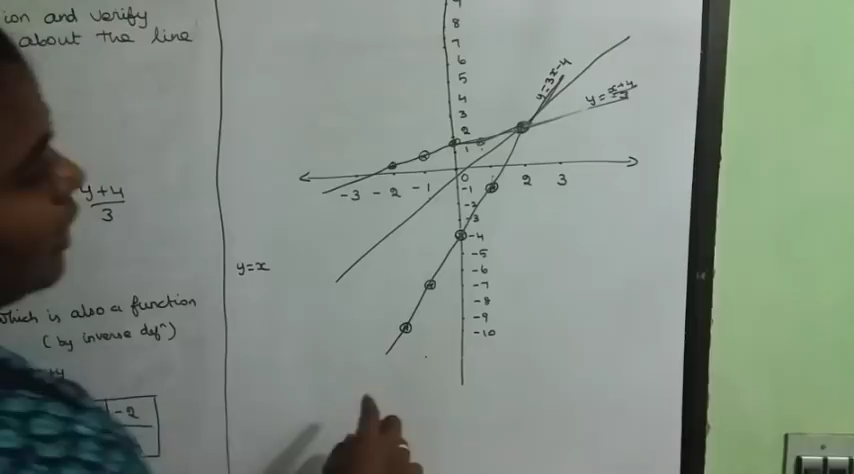 ion and verify
about the line
y+4
3
which is also a function
(by inverse defⁿ)
+4
-2
y=x
y=3x-4
y=x+4
9
8
7
6
5
4
3
2
1
0
-3 -2 -1
2 3
-1
-2
-3
-4
-5
-6
-7
-8
-9
-10